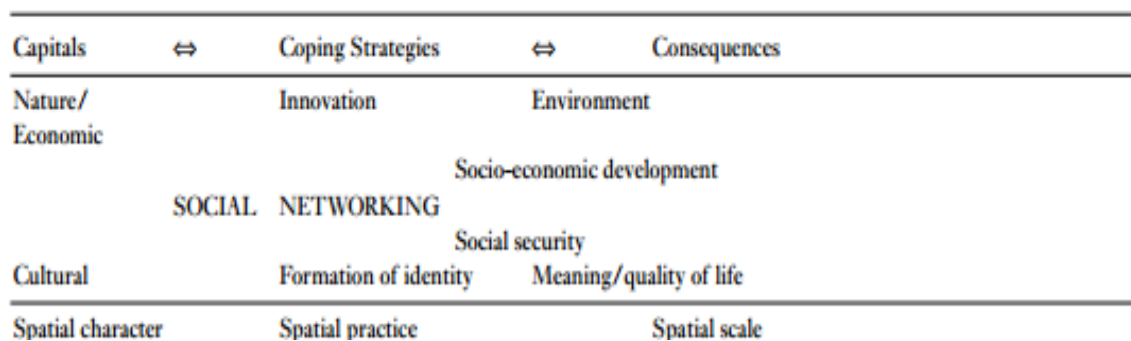 Capitals ⇔ Coping Strategies ⇔ Consequences
Nature/ Innovation Environment
Economic
Socio-economic development
SOCIAL NETWORKING
Social security
Cultural Formation of identity Meaning/quality of life
Spatial character Spatial practice Spatial scale